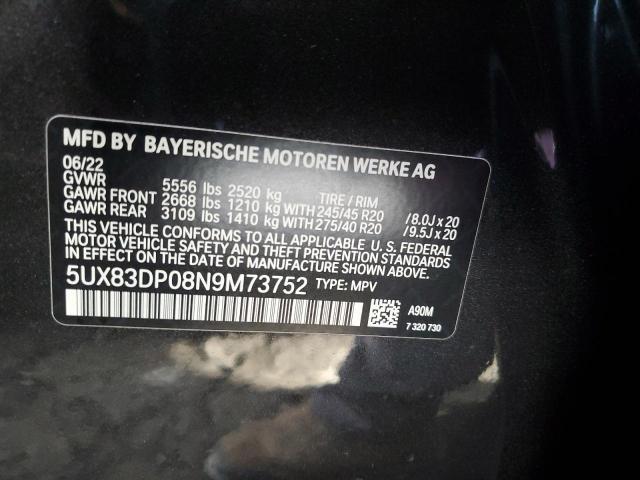 MFD BY BAYERISCHE MOTOREN WERKE AG
06/22
GVWR 5556 lbs 2520 kg TIRE / RIM
GAWR FRONT 2668 lbs 1210 kg WITH 245/45 R20 /8.0J x 20
GAWR REAR 3109 lbs 1410 kg WITH 275/40 R20 /9.5J x 20
THIS VEHICLE CONFORMS TO ALL APPLICABLE U. S. FEDERAL
MOTOR VEHICLE SAFETY AND THEFT PREVENTION STANDARDS
IN EFFECT ON THE DATE OF MANUFACTURE SHOWN ABOVE.
5UX83DP08N9M73752 TYPE: MPV
A90M
7 320 730